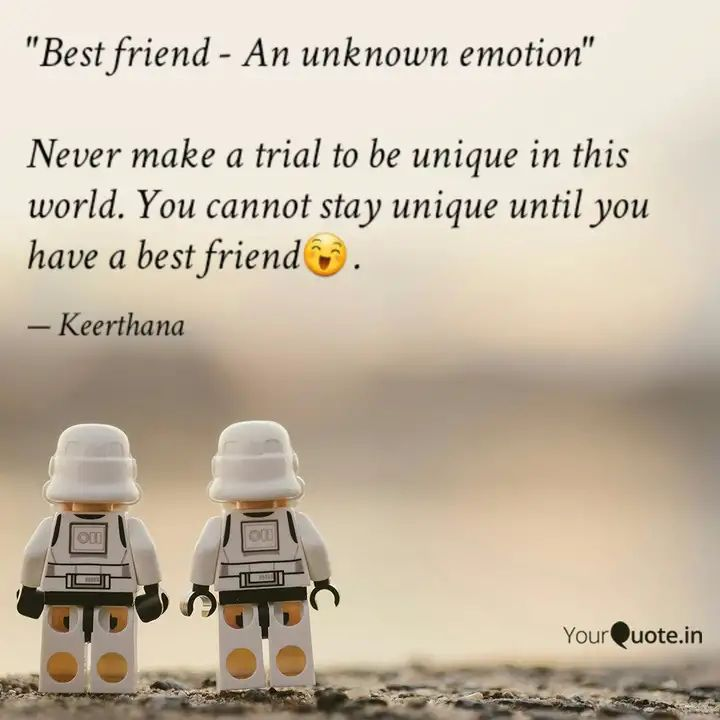 "Best friend - An unknown emotion"
Never make a trial to be unique in this
world. You cannot stay unique until you
have a best friend😄.
— Keerthana
YourQuote.in